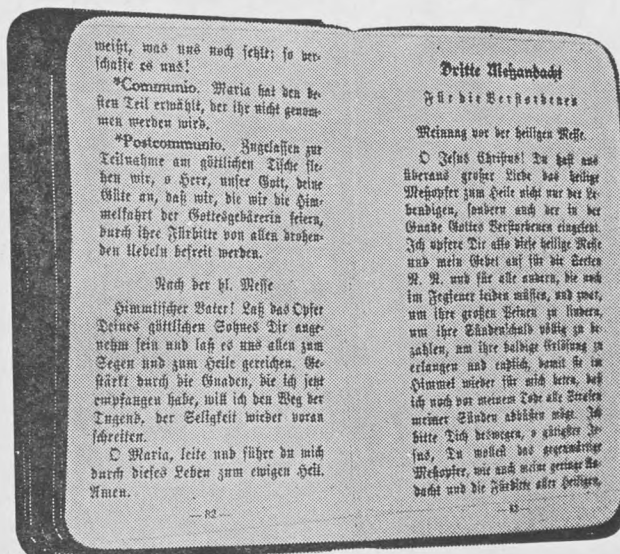 weißt, was uns noch fehlt; so ver-
schaffe es uns!
*Communio. Maria hat den be-
sten Teil erwählt, der ihr nicht genom-
men werden wird.
*Postcommunio. Zugelassen zur
Teilnahme am göttlichen Tische fle-
hen wir, o Herr, unser Gott, deine
Güte an, daß wir, die wir die Him-
melfahrt der Gottesgebärerin feiern,
durch ihre Fürbitte von allen drohen-
den Uebeln befreit werden.
Nach der hl. Messe
Himmlischer Vater! Laß das Opfer
Deines göttlichen Sohnes Dir ange-
nehm sein und laß es uns allen zum
Segen und zum Heile gereichen. Ge-
stärkt durch die Gnaden, die ich jetzt
empfangen habe, will ich den Weg der
Tugend, der Seligkeit wieder voran
schreiten.
O Maria, leite und führe du mich
durch dieses Leben zum ewigen Heil.
Amen.
— 82 —
Dritte Meßandacht
Für die Verstorbenen
Meinung vor der heiligen Messe.
O Jesus Christus! Du hast aus
überaus großer Liebe das heilige
Meßopfer zum Heile nicht nur der Le-
bendigen, sondern auch der in der
Gnade Gottes Verstorbenen eingesetzt.
Ich opfere Dir also diese heilige Messe
und mein Gebet auf für die Seelen
N. N. und für alle andern, die noch
im Fegfeuer leiden müssen, und zwar,
um ihre großen Peinen zu lindern,
um ihre Sündenschuld völlig zu be-
zahlen, um ihre baldige Erlösung zu
erlangen und endlich, damit sie im
Himmel wieder für mich beten, daß
ich noch vor meinem Tode alle Strafen
meiner Sünden abbüßen möge. Ich
bitte Dich deswegen, o gütigster Je-
sus, Du wollest das gegenwärtige
Meßopfer, wie auch meine geringe An-
dacht und die Fürbitte aller Heiligen,
— 83 —